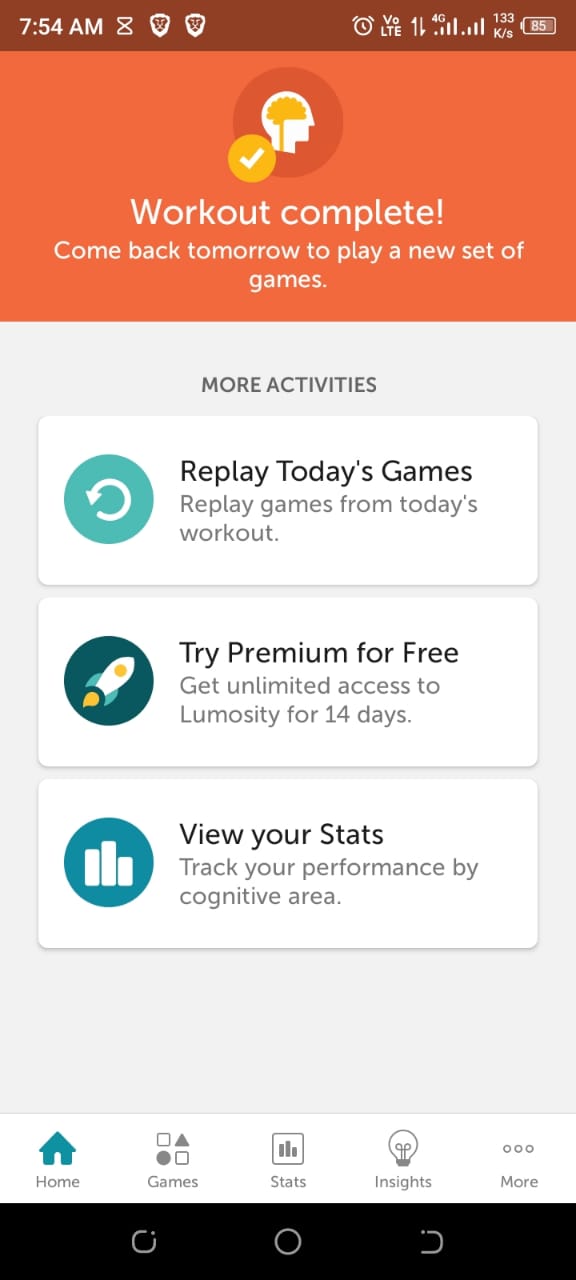 7:54 AM
Vo
LTE
4G
133
K/s
85
Workout complete!
Come back tomorrow to play a new set of
games.
MORE ACTIVITIES
Replay Today's Games
Replay games from today's
workout.
Try Premium for Free
Get unlimited access to
Lumosity for 14 days.
View your Stats
Track your performance by
cognitive area.
Home
Games
Stats
Insights
More